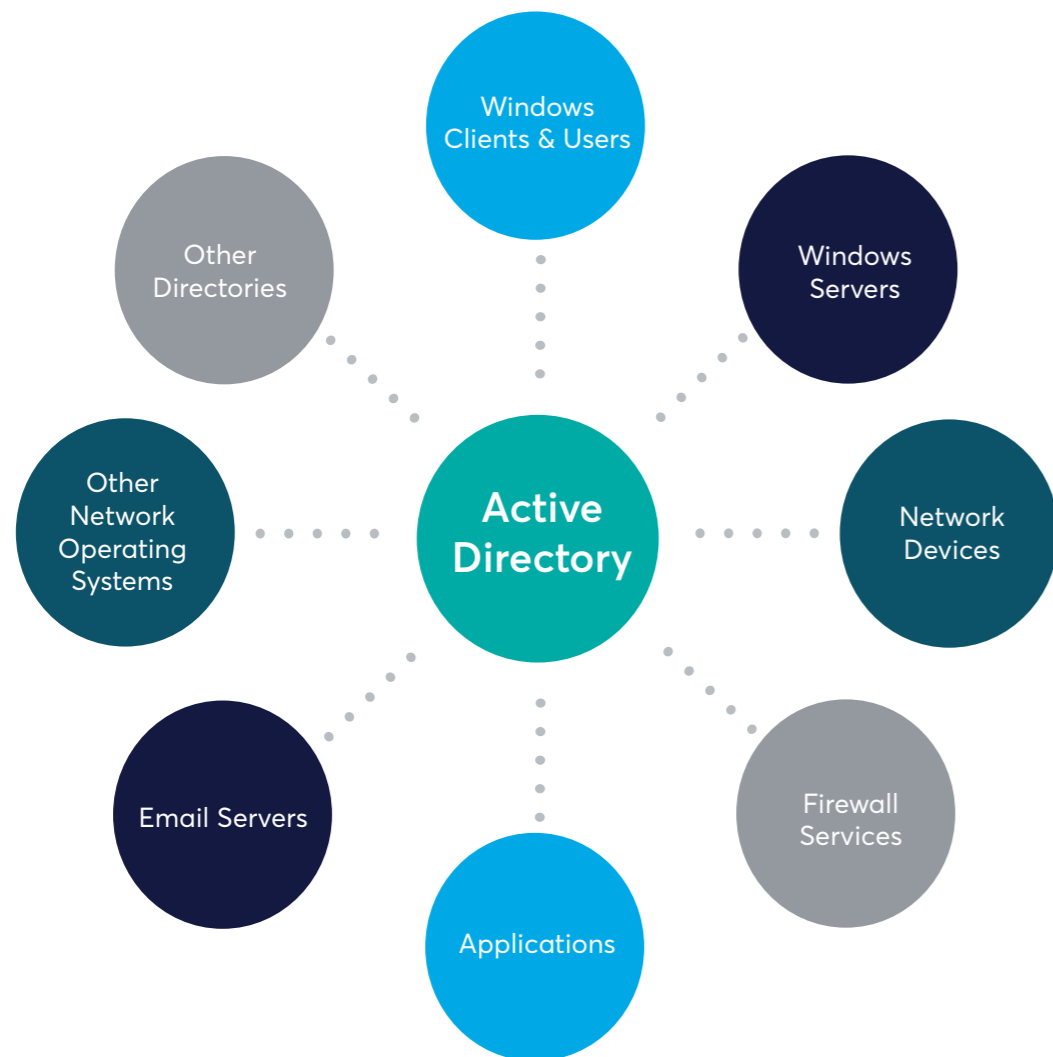 Windows
Clients & Users
Other
Directories
Windows
Servers
Other
Network
Operating
Systems
Active
Directory
Network
Devices
Email Servers
Firewall
Services
Applications